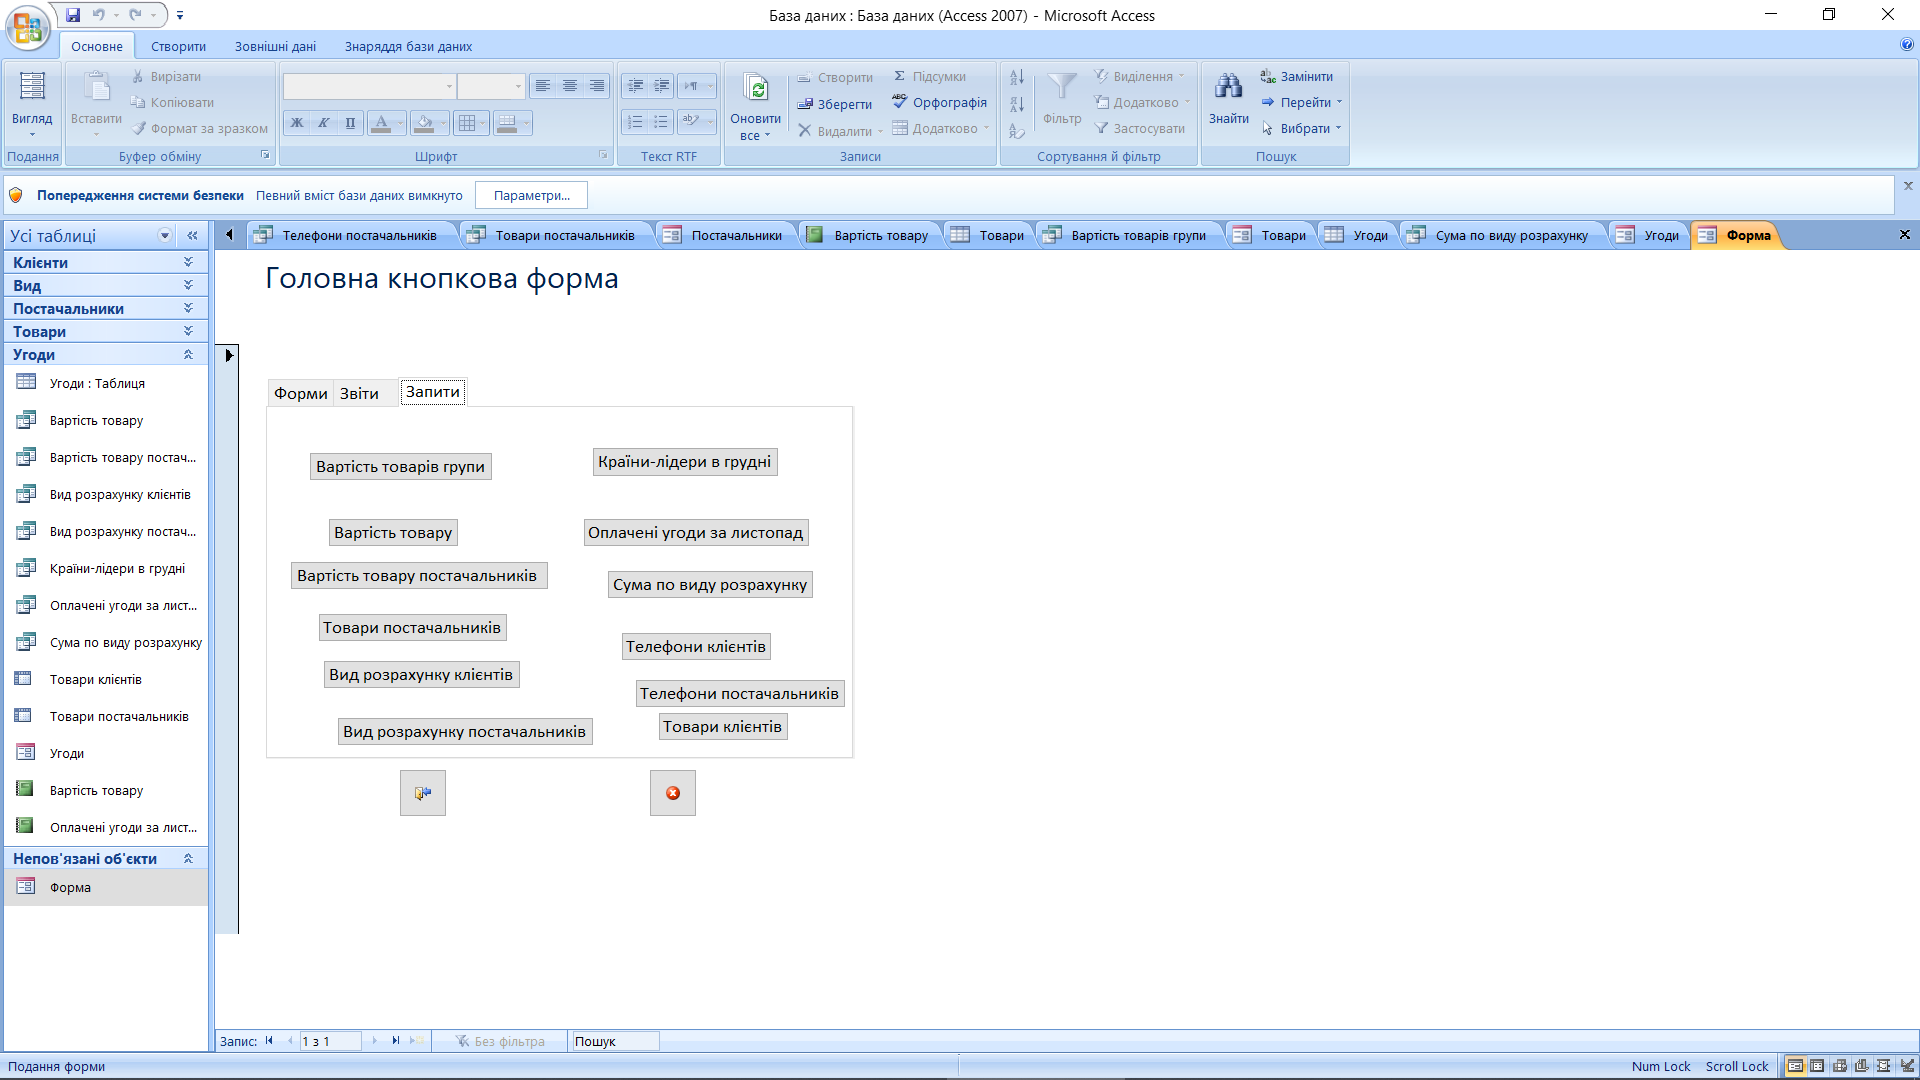 База даних : База даних (Access 2007) - Microsoft Access
Основне Створити Зовнішні дані Знаряддя бази даних
Вигляд
Подання
Вставити
Вирізати
Копіювати
Формат за зразком
Буфер обміну
Ж К П
A
Шрифт
Текст RTF
Оновити все
Створити
Зберегти
Видалити
Підсумки
Орфографія
Додатково
Записи
Фільтр
Виділення
Додатково
Застосувати
Сортування й фільтр
Знайти
Замінити
Перейти
Вибрати
Пошук
Попередження системи безпеки Певний вміст бази даних вимкнуто Параметри...
Усі таблиці
Клієнти
Вид
Постачальники
Товари
Угоди
Угоди : Таблиця
Вартість товару
Вартість товару постач...
Вид розрахунку клієнтів
Вид розрахунку постач...
Країни-лідери в грудні
Оплачені угоди за лист...
Сума по виду розрахунку
Товари клієнтів
Товари постачальників
Угоди
Вартість товару
Оплачені угоди за лист...
Непов'язані об'єкти
Форма
Телефони постачальників Товари постачальників Постачальники Вартість товару Товари Вартість товарів групи Товари Угоди Сума по виду розрахунку Угоди Форма
Головна кнопкова форма
Форми Звіти Запити
Вартість товарів групи
Країни-лідери в грудні
Вартість товару
Оплачені угоди за листопад
Вартість товару постачальників
Сума по виду розрахунку
Товари постачальників
Телефони клієнтів
Вид розрахунку клієнтів
Телефони постачальників
Вид розрахунку постачальників
Товари клієнтів
Запис: 1 з 1 Без фільтра Пошук
Подання форми Num Lock Scroll Lock